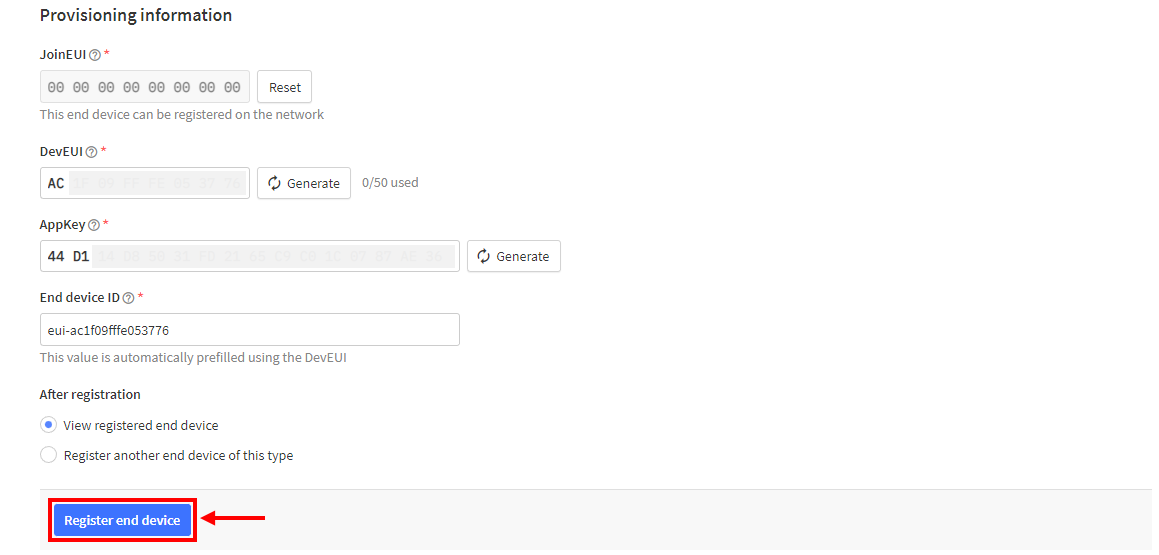 Provisioning information
JoinEUI *
00 00 00 00 00 00 00 00 Reset
This end device can be registered on the network
DevEUI *
AC Generate 0/50 used
AppKey *
44 D1 Generate
End device ID *
eui-ac1f09fffe053776
This value is automatically prefilled using the DevEUI
After registration
View registered end device
Register another end device of this type
Register end device